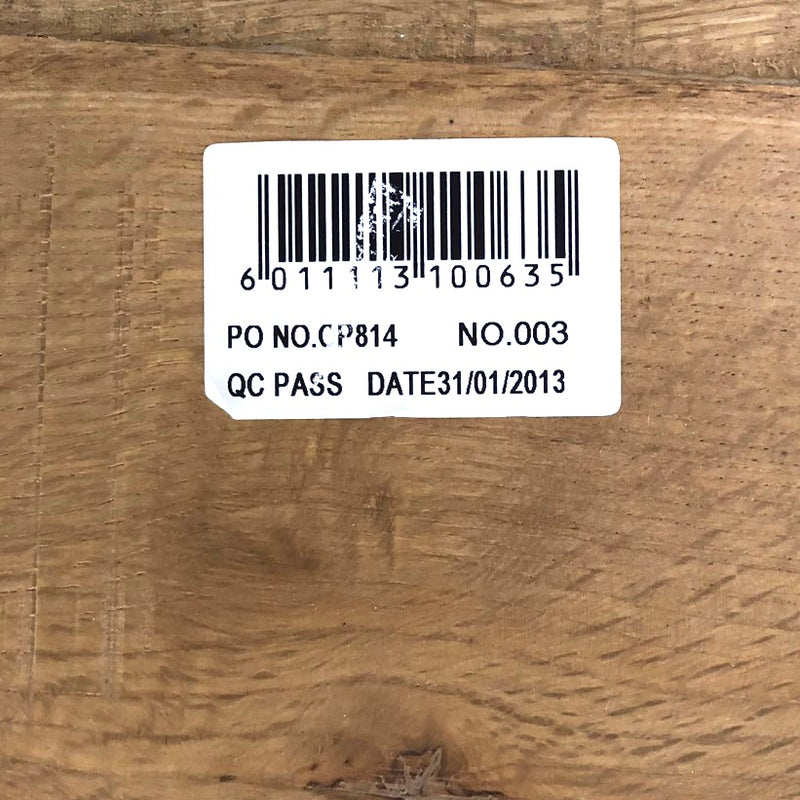 6 011113 100635
PO NO.CP814 NO.003
QC PASS DATE31/01/2013